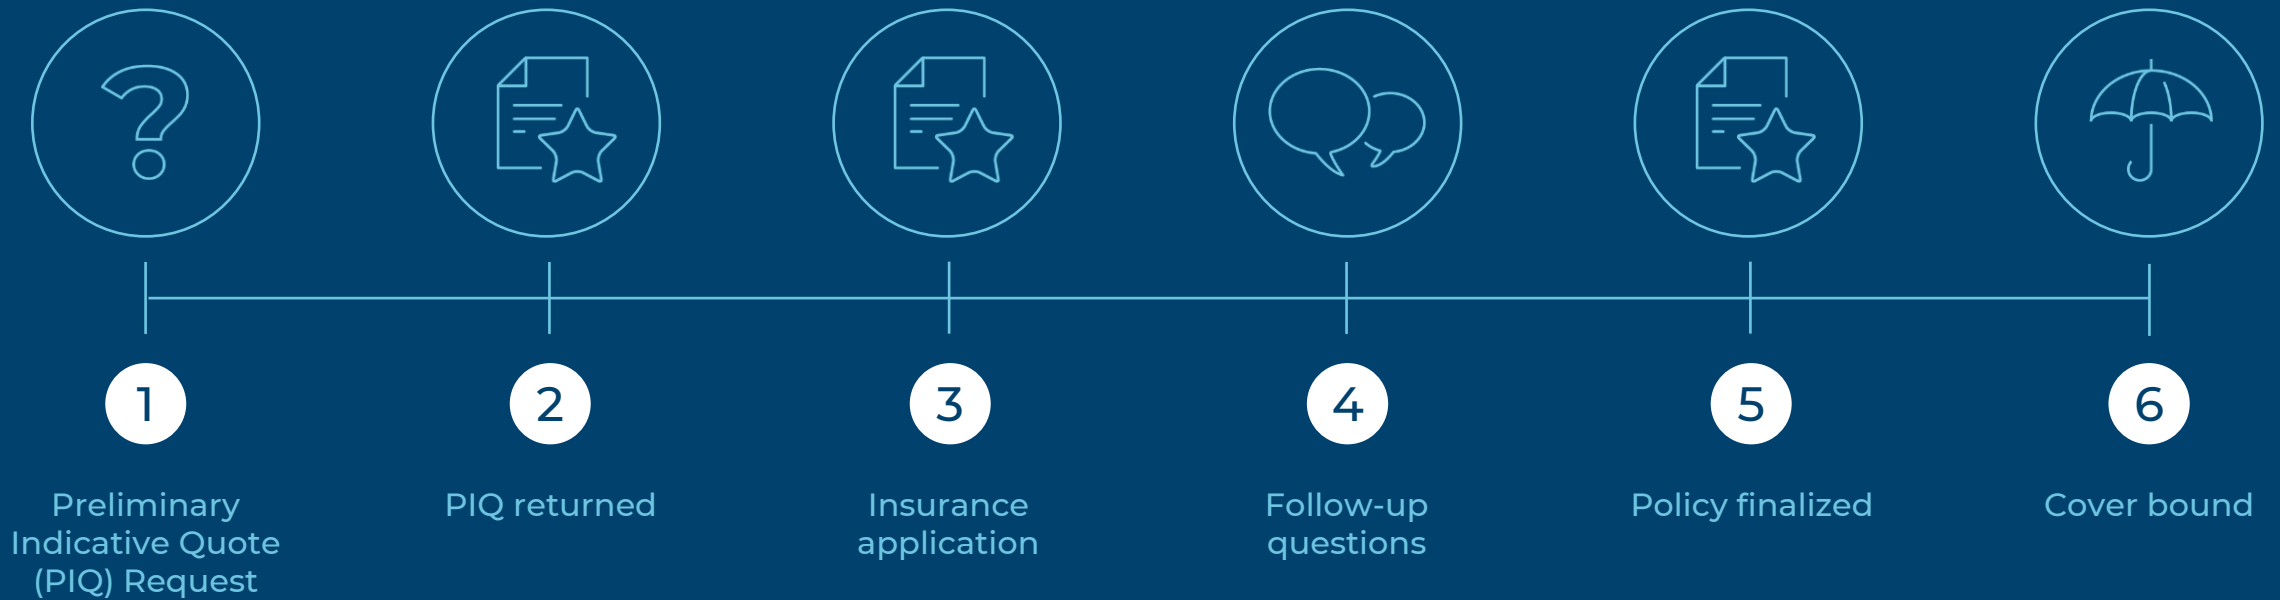 1
Preliminary
Indicative Quote
(PIQ) Request
2
PIQ returned
3
Insurance
application
4
Follow-up
questions
5
Policy finalized
6
Cover bound